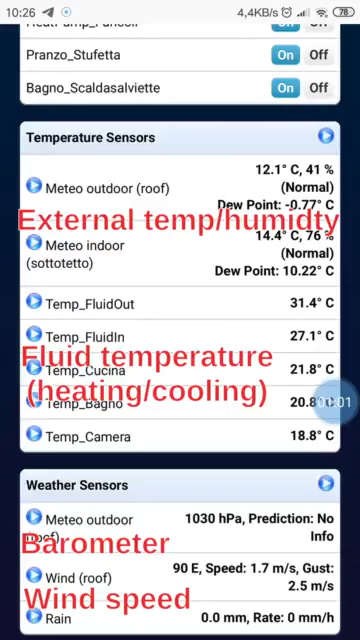 10:26
4,4KB/s
78
Pranzo_Stufetta On Off
Bagno_Scaldasalviette On Off
Temperature Sensors
Meteo outdoor (roof) 12.1° C, 41 % (Normal)
Dew Point: -0.77° C
External temp/humidty
Meteo indoor (sottotetto) 14.4° C, 76 % (Normal)
Dew Point: 10.22° C
Temp_FluidOut 31.4° C
Temp_FluidIn 27.1° C
Fluid temperature
Temp_Cucina 21.8° C
(heating/cooling)
Temp_Bagno 20.8°
Temp_Camera 18.8° C
Weather Sensors
Meteo outdoor (roof) 1030 hPa, Prediction: No Info
Barometer
Wind (roof) 90 E, Speed: 1.7 m/s, Gust: 2.5 m/s
Wind speed
Rain 0.0 mm, Rate: 0 mm/h